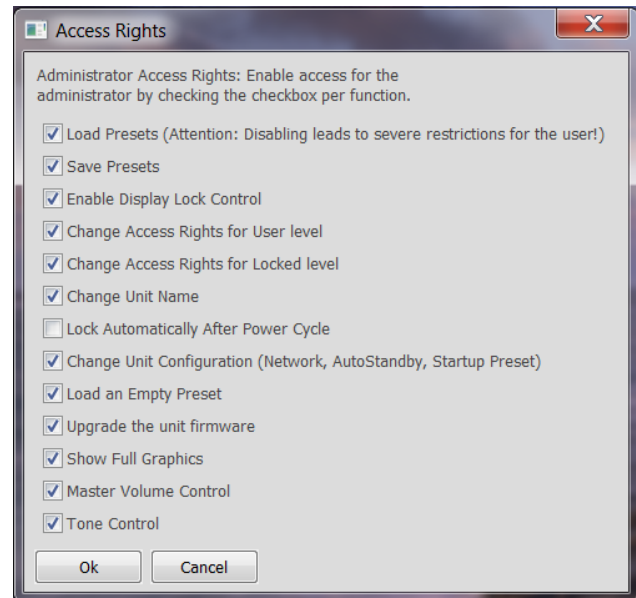 Access Rights
Administrator Access Rights: Enable access for the
administrator by checking the checkbox per function.
Load Presets (Attention: Disabling leads to severe restrictions for the user!)
Save Presets
Enable Display Lock Control
Change Access Rights for User level
Change Access Rights for Locked level
Change Unit Name
Lock Automatically After Power Cycle
Change Unit Configuration (Network, AutoStandby, Startup Preset)
Load an Empty Preset
Upgrade the unit firmware
Show Full Graphics
Master Volume Control
Tone Control
Ok Cancel